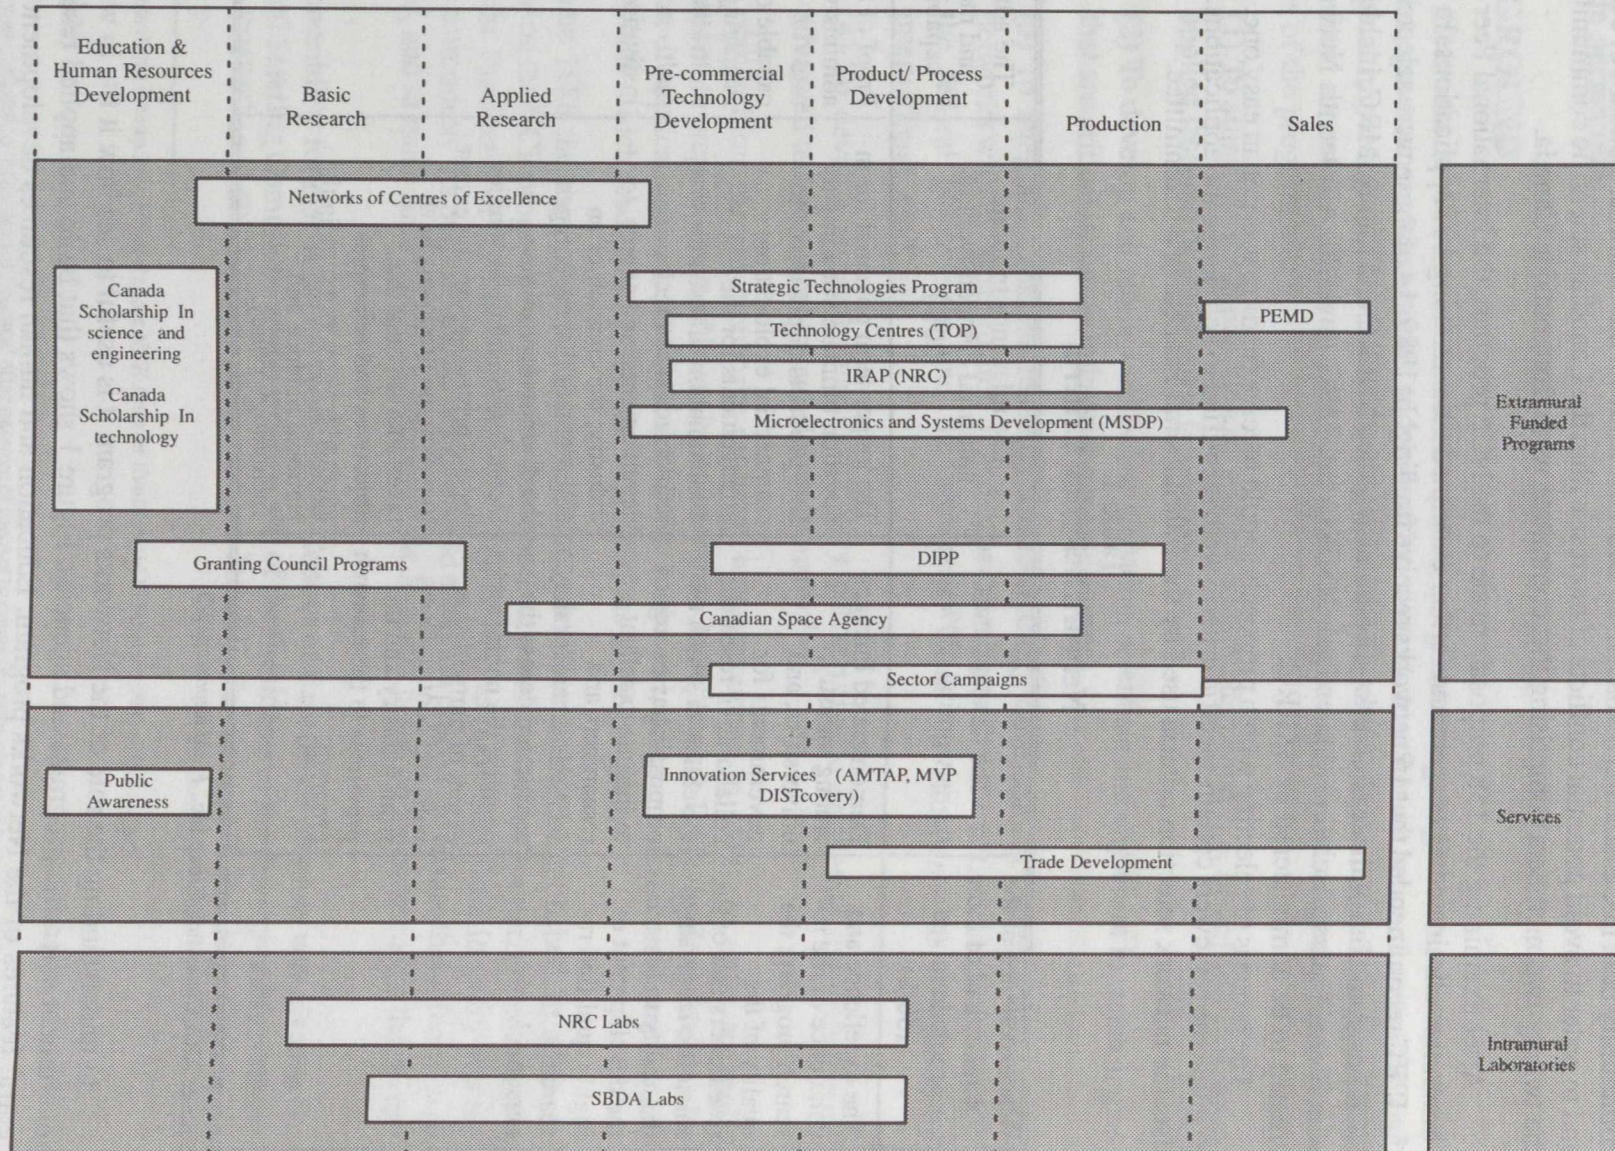 Education &
Human Resources
Development
Basic
Research
Applied
Research
Pre-commercial
Technology
Development
Product/ Process
Development
Production
Sales
Networks of Centres of Excellence
Canada
Scholarship In
science and
engineering
Canada
Scholarship In
technology
Strategic Technologies Program
Technology Centres (TOP)
IRAP (NRC)
Microelectronics and Systems Development (MSDP)
PEMD
Granting Council Programs
DIPP
Canadian Space Agency
Sector Campaigns
Extramural
Funded
Programs
Public
Awareness
Innovation Services (AMTAP, MVP
DISTcovery)
Trade Development
Services
NRC Labs
SBDA Labs
Intramural
Laboratories